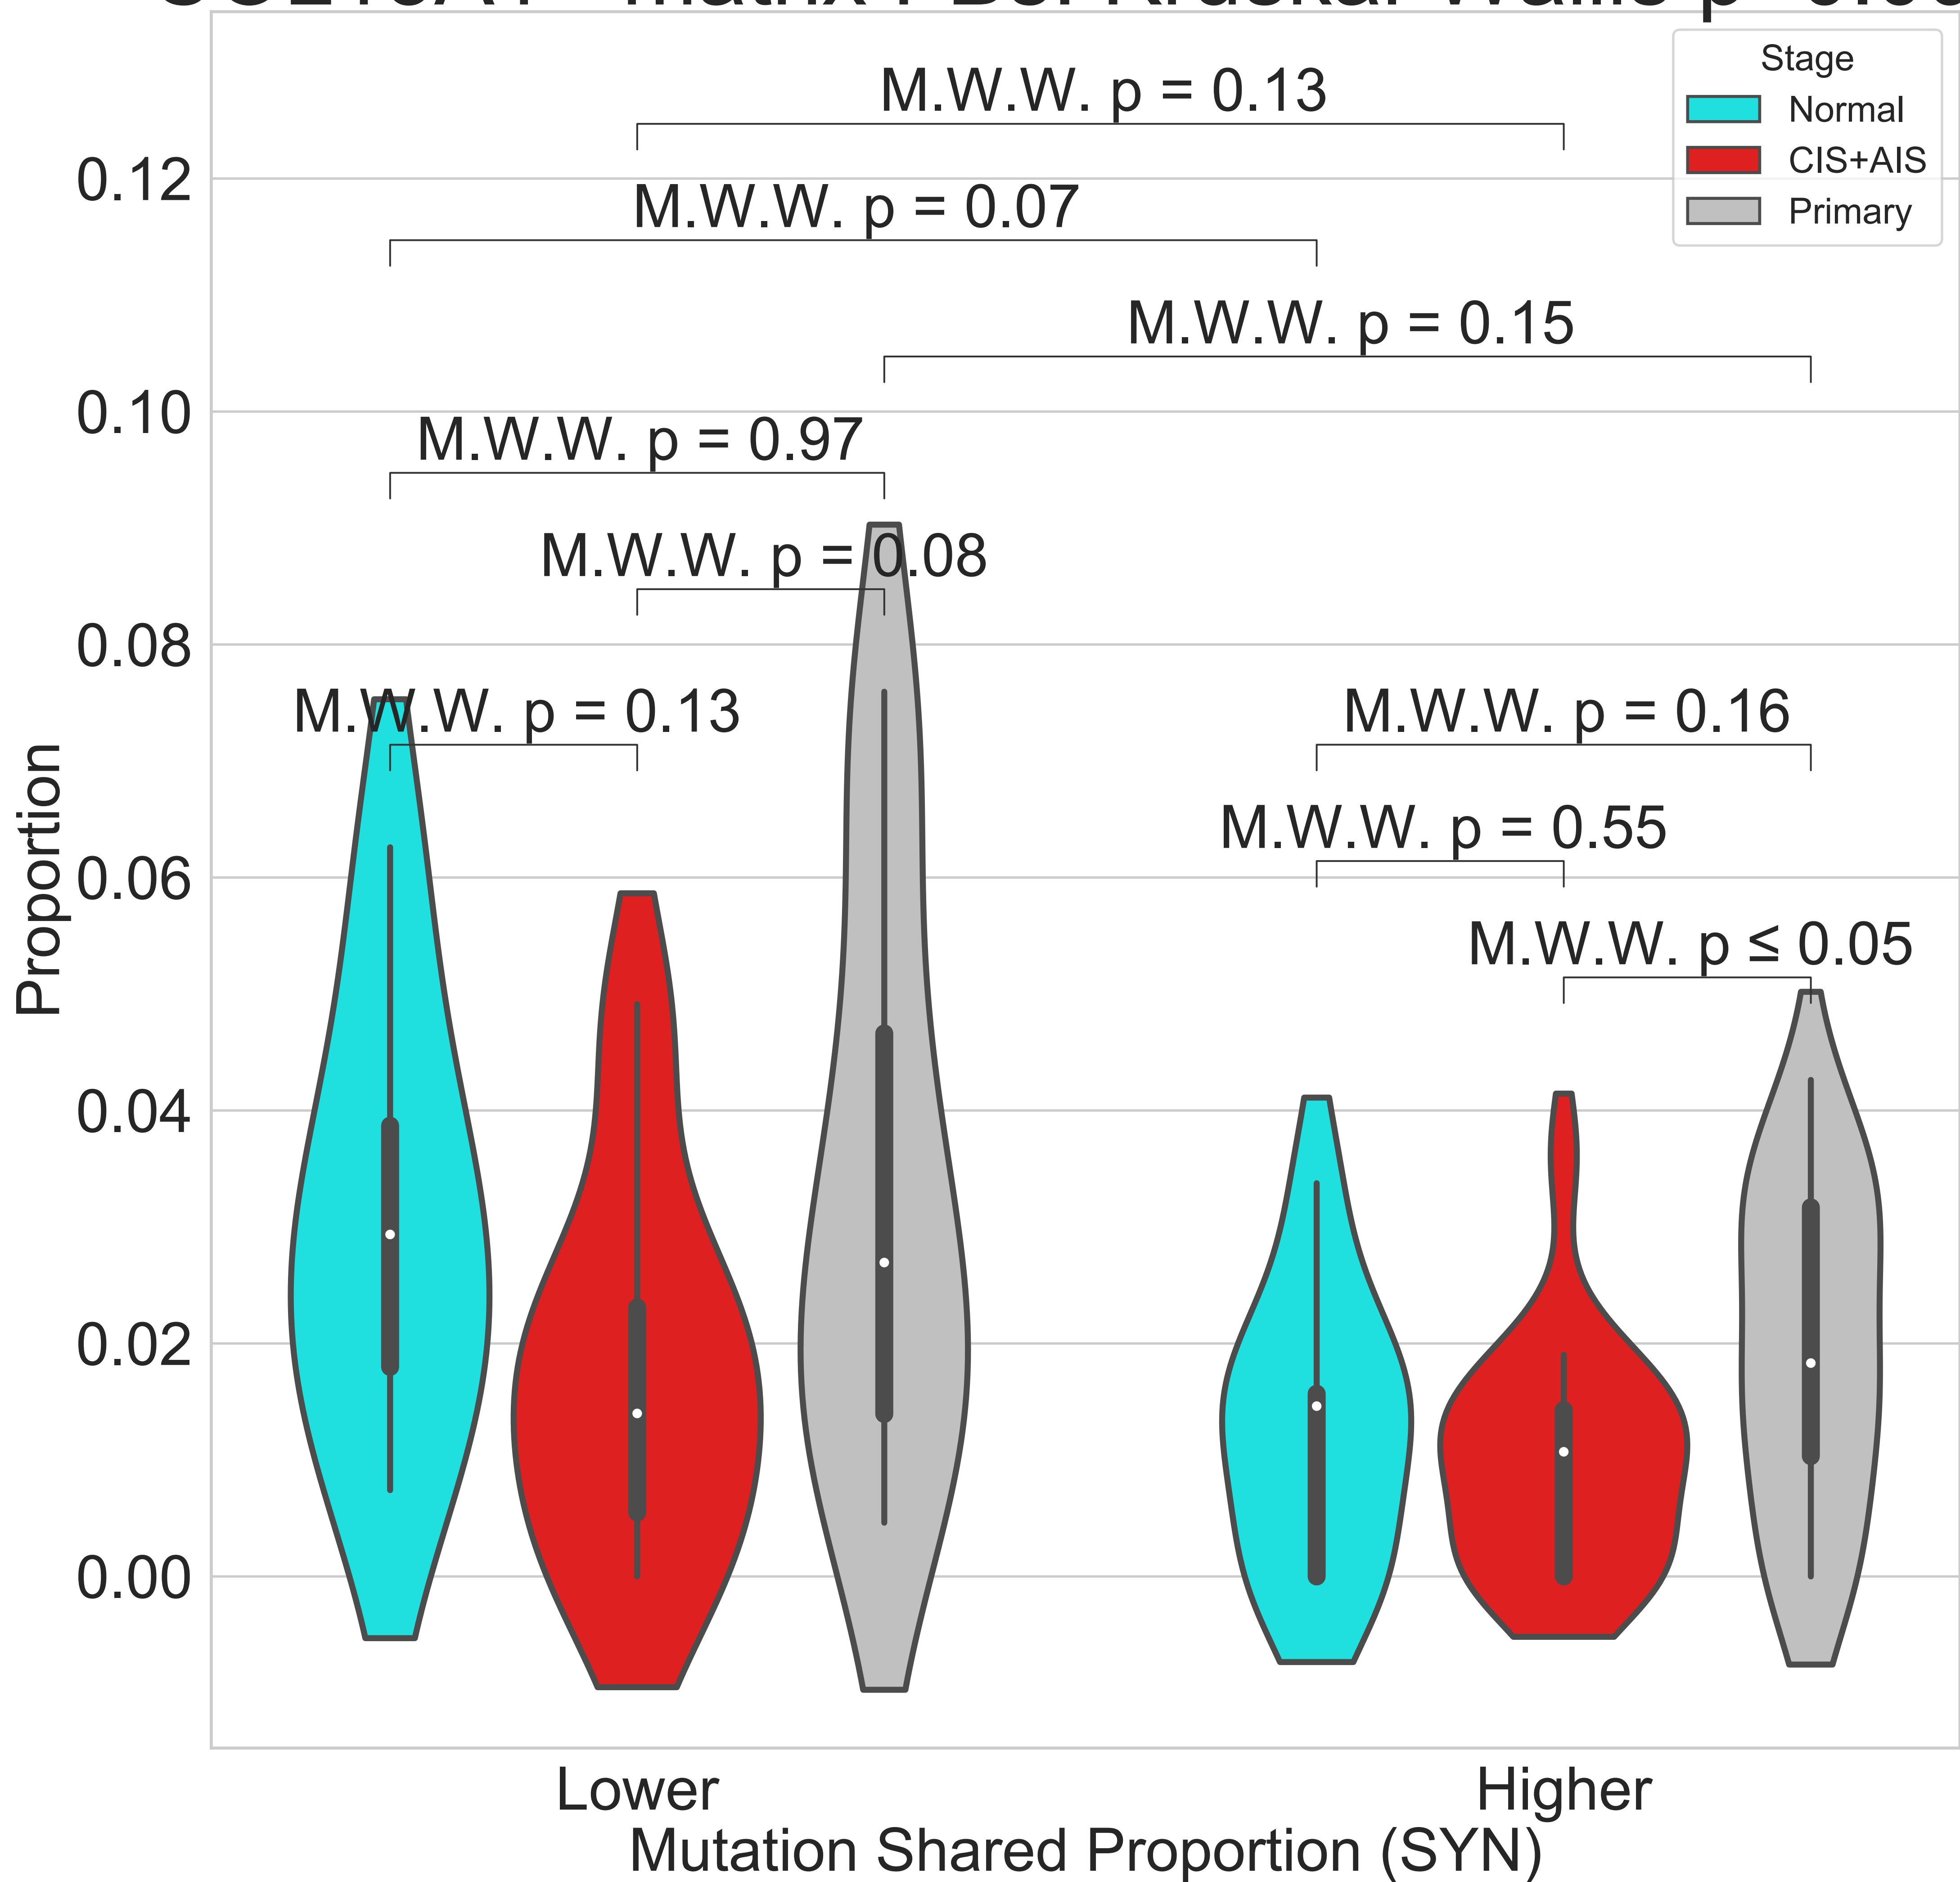 Stage
Normal
CIS+AIS
Primary
M.W.W. p = 0.13
M.W.W. p = 0.07
M.W.W. p = 0.15
M.W.W. p = 0.97
M.W.W. p = 0.08
M.W.W. p = 0.13
M.W.W. p = 0.16
M.W.W. p = 0.55
M.W.W. p ≤ 0.05
0.12
0.10
0.08
0.06
0.04
0.02
0.00
Proportion
Lower
Higher
Mutation Shared Proportion (SYN)